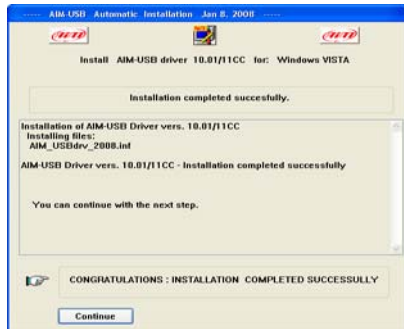 ----- AIM-USB Automatic Installation Jan 8. 2008 -----
AIM AIM
Install AIM-USB driver 10.01/11CC for: Windows VISTA
Installation completed succesfully.
Installation of AIM-USB Driver vers. 10.01/11CC
Installing files:
AIM_USBdrv_2008.inf
AIM-USB Driver vers. 10.01/11CC - Installation completed successfully
You can continue with the next step.
CONGRATULATIONS : INSTALLATION COMPLETED SUCCESSULLY
Continue